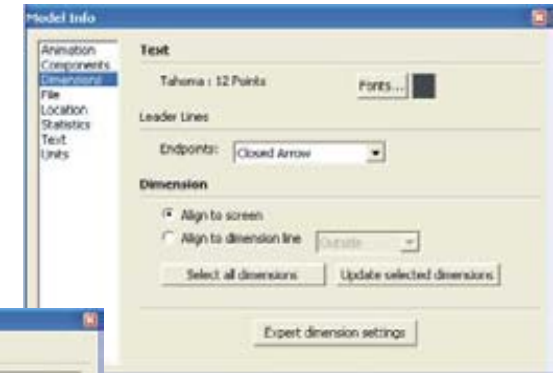 Model Info
Animation
Components
Dimensions
File
Location
Statistics
Text
Units
Text
Tahoma : 12 Points
Fonts...
Leader Lines
Endpoints:
Closed Arrow
Dimension
Align to screen
Align to dimension line
Outside
Select all dimensions
Update selected dimensions
Expert dimension settings